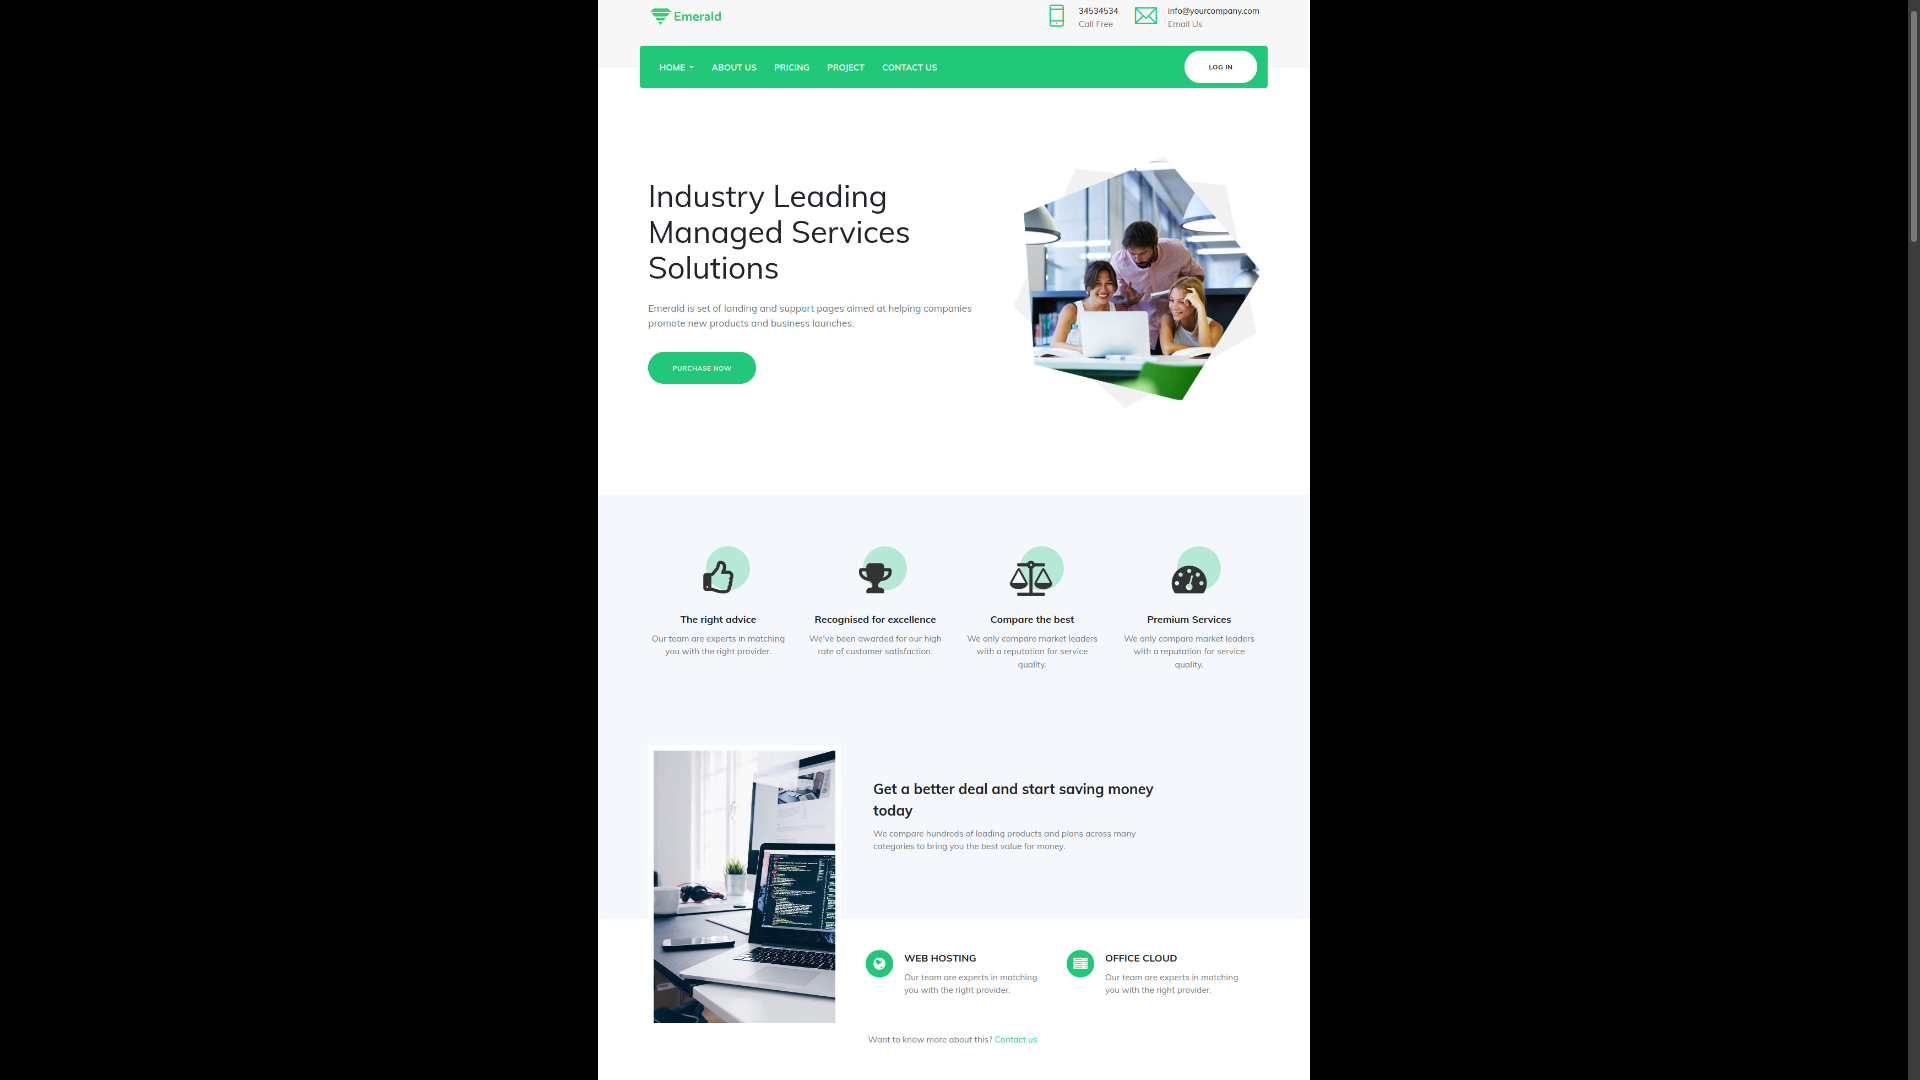 Emerald
34534534
Call Free
info@yourcompany.com
Email Us
HOME
ABOUT US
PRICING
PROJECT
CONTACT US
LOG IN
Industry Leading
Managed Services
Solutions
Emerald is set of landing and support pages aimed at helping companies
promote new products and business launches.
PURCHASE NOW
The right advice
Our team are experts in matching
you with the right provider.
Recognised for excellence
We've been awarded for our high
rate of customer satisfaction.
Compare the best
We only compare market leaders
with a reputation for service
quality.
Premium Services
We only compare market leaders
with a reputation for service
quality.
Get a better deal and start saving money
today
We compare hundreds of leading products and plans across many
categories to bring you the best value for money.
WEB HOSTING
Our team are experts in matching
you with the right provider.
OFFICE CLOUD
Our team are experts in matching
you with the right provider.
Want to know more about this? Contact us